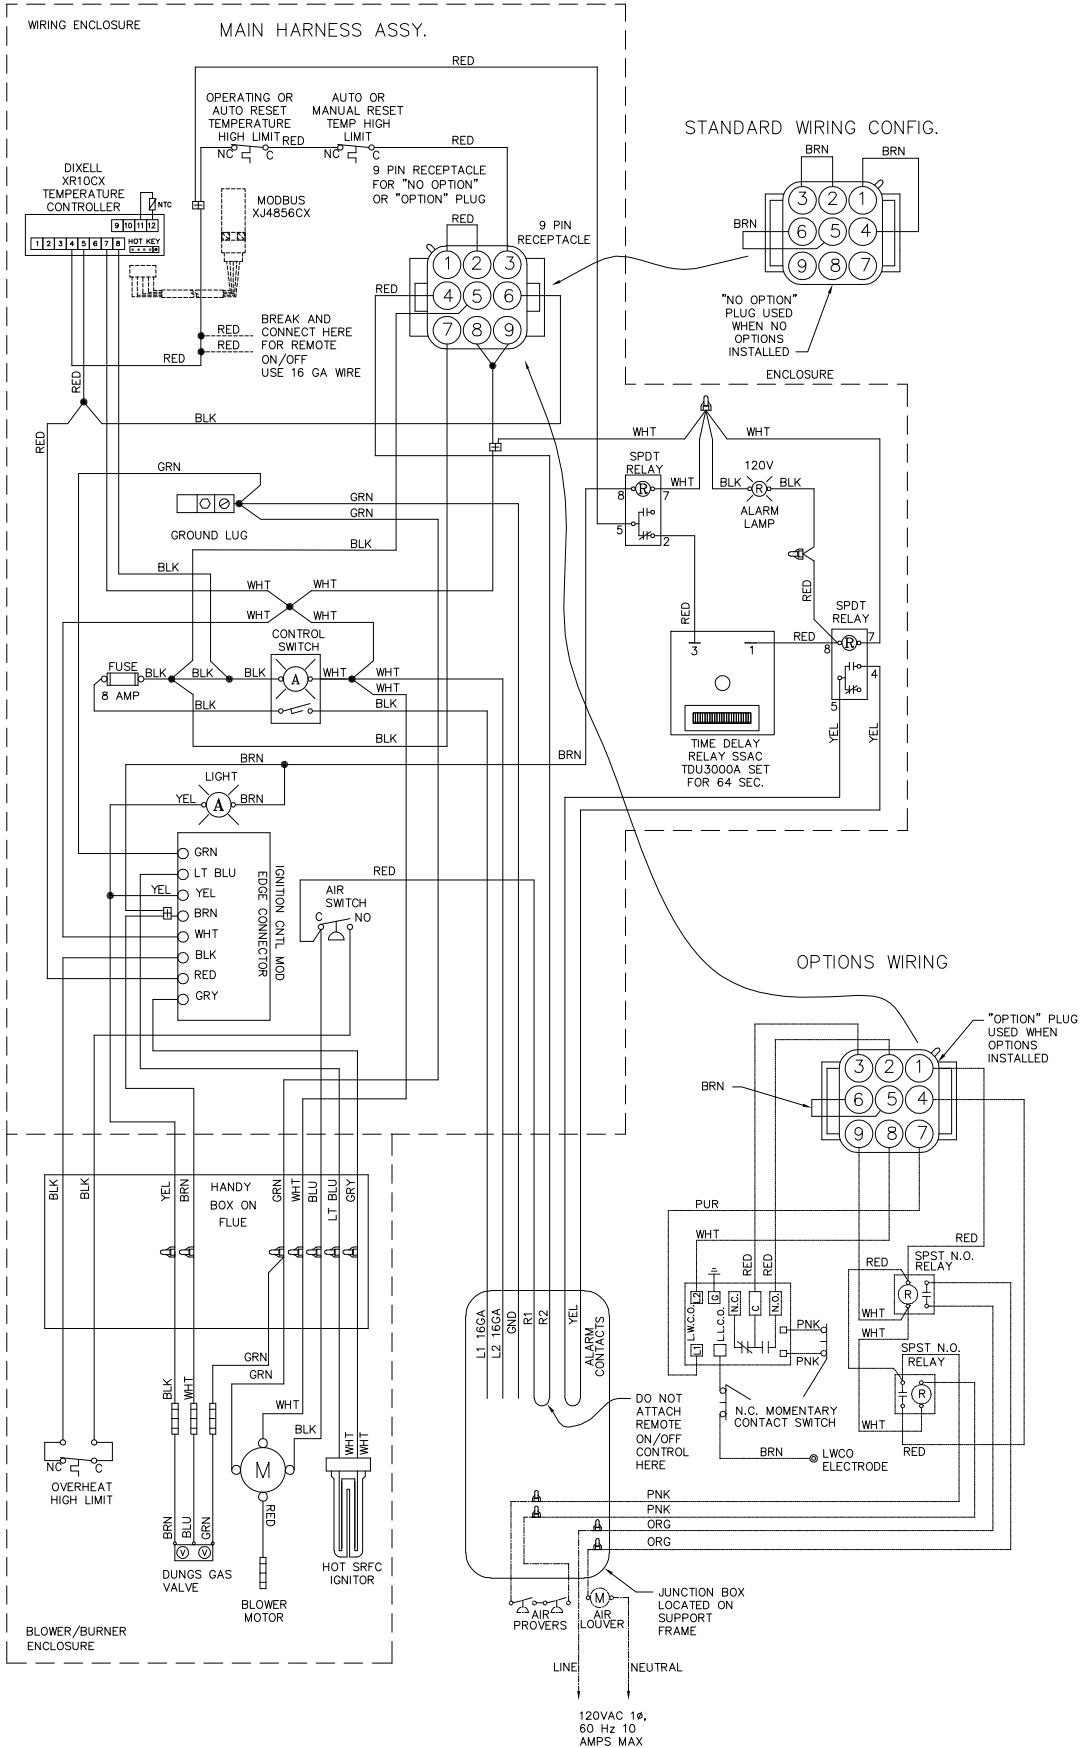 WIRING ENCLOSURE
MAIN HARNESS ASSY.
RED
OPERATING OR
AUTO RESET
TEMPERATURE
HIGH LIMIT
NC
C
RED
AUTO OR
MANUAL RESET
TEMP HIGH
LIMIT
NC
C
RED
9 PIN RECEPTACLE
FOR "NO OPTION"
OR "OPTION" PLUG
DIXELL
XR10CX
TEMPERATURE
CONTROLLER
NTC
9 10 11 12
1 2 3 4 5 6 7 8
HOT KEY
MODBUS
XJ4856CX
RED
9 PIN
RECEPTACLE
1 2 3
4 5 6
7 8 9
RED
STANDARD WIRING CONFIG.
BRN
BRN
BRN
3 2 1
6 5 4
9 8 7
"NO OPTION"
PLUG USED
WHEN NO
OPTIONS
INSTALLED
RED
RED
BREAK AND
CONNECT HERE
FOR REMOTE
ON/OFF
USE 16 GA WIRE
RED
RED
RED
BLK
ENCLOSURE
WHT
WHT
SPDT
RELAY
8
R
7
WHT
5
2
120V
BLK
R
BLK
ALARM
LAMP
RED
RED
SPDT
RELAY
RED
8
R
7
4
5
3
1
YEL
YEL
TIME DELAY
RELAY SSAC
TDU3000A SET
FOR 64 SEC.
GRN
GRN
GRN
GROUND LUG
BLK
BLK
WHT
WHT
WHT
WHT
CONTROL
SWITCH
FUSE
8 AMP
BLK
BLK
BLK
A
WHT
WHT
WHT
BLK
BLK
BLK
BRN
BRN
LIGHT
YEL
A
BRN
GRN
LT BLU
YEL
YEL
BRN
WHT
BLK
RED
GRY
IGNITION CNTL MOD
EDGE CONNECTOR
RED
AIR
SWITCH
C
NO
OPTIONS WIRING
"OPTION" PLUG
USED WHEN
OPTIONS
INSTALLED
3 2 1
6 5 4
9 8 7
BRN
PUR
WHT
RED
RED
RED
SPST N.O.
RELAY
RED
R
WHT
WHT
SPST N.O.
RELAY
R
WHT
RED
L.W.C.O.
L2
L1
G
L.L.C.O.
N.C.
C
N.O.
PNK
PNK
N.C. MOMENTARY
CONTACT SWITCH
BRN
LWCO
ELECTRODE
BLK
BLK
YEL
BRN
HANDY
BOX ON
FLUE
GRN
WHT
BLU
LT BLU
GRY
GRN
GRN
BLK
WHT
WHT
BLK
WHT
WHT
NC
C
OVERHEAT
HIGH LIMIT
BRN
BLU
GRN
V
V
DUNGS GAS
VALVE
M
RED
BLOWER
MOTOR
HOT SRFC
IGNITOR
BLOWER/BURNER
ENCLOSURE
L1 16GA
L2 16GA
GND
R1
R2
YEL
ALARM
CONTACTS
DO NOT
ATTACH
REMOTE
ON/OFF
CONTROL
HERE
PNK
PNK
ORG
ORG
AIR
PROVERS
M
AIR
LOUVER
JUNCTION BOX
LOCATED ON
SUPPORT
FRAME
LINE
NEUTRAL
120VAC 1ø,
60 Hz 10
AMPS MAX